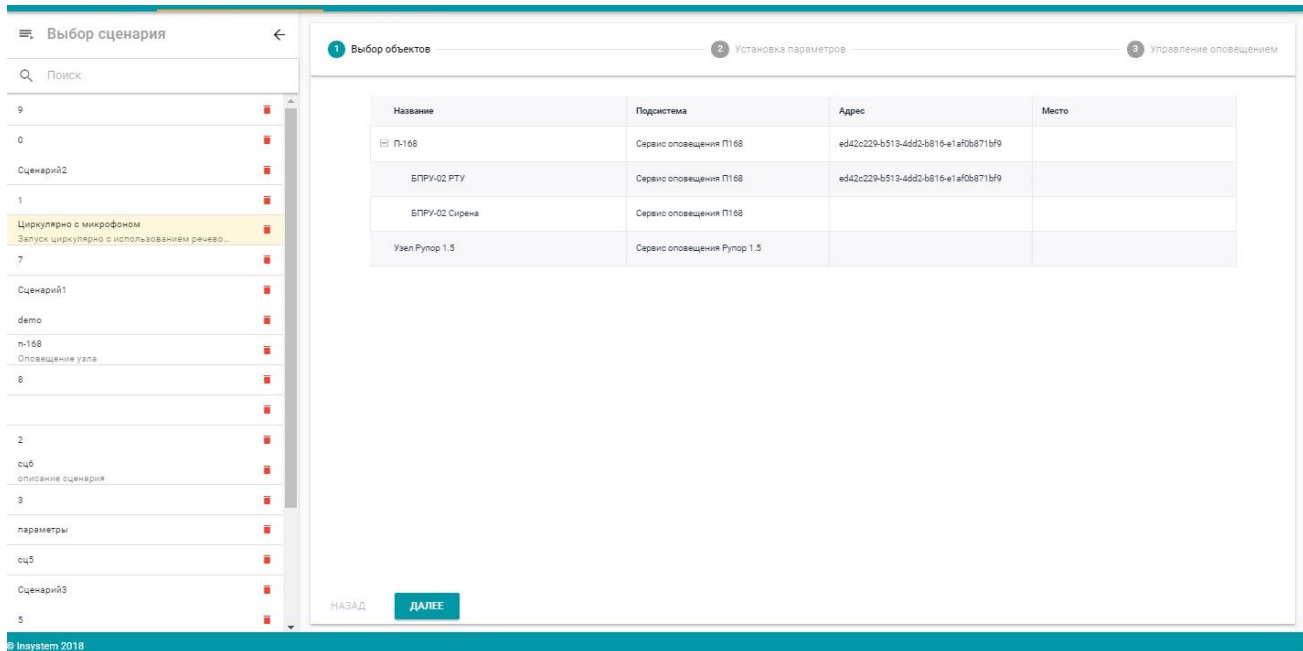 Выбор сценария
Поиск
9
0
Сценарий2
1
Циркулярно с микрофоном
Запуск циркулярно с использованием речево...
7
Сценарий1
demo
п-168
Оповещение узла
8
2
сц6
описание сценария
3
параметры
сц5
Сценарий3
5
1 Выбор объектов 2 Установка параметров 3 Управление оповещением
Название Подсистема Адрес Место
П-168 Сервис оповещения П168 ed42c229-b513-4dd2-b816-e1af0b871bf9
БПРУ-02 РТУ Сервис оповещения П168 ed42c229-b513-4dd2-b816-e1af0b871bf9
БПРУ-02 Сирена Сервис оповещения П168
Узел Рупор 1.5 Сервис оповещения Рупор 1.5
НАЗАД ДАЛЕЕ
© Insystem 2018